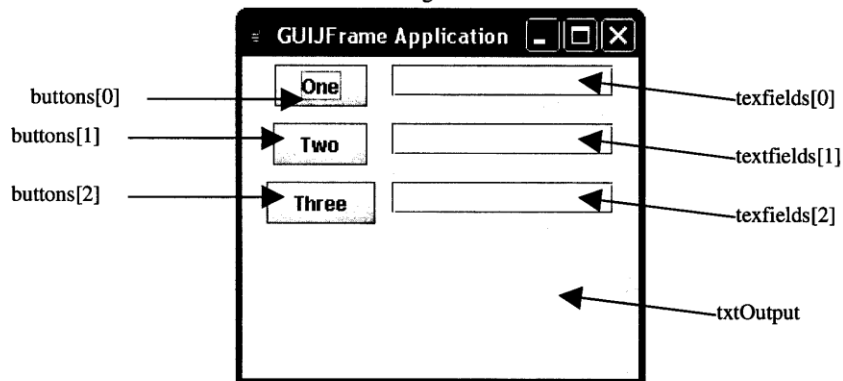 GUIJFrame Application
buttons[0]
One
texfields[0]
buttons[1]
Two
textfields[1]
buttons[2]
Three
texfields[2]
txtOutput